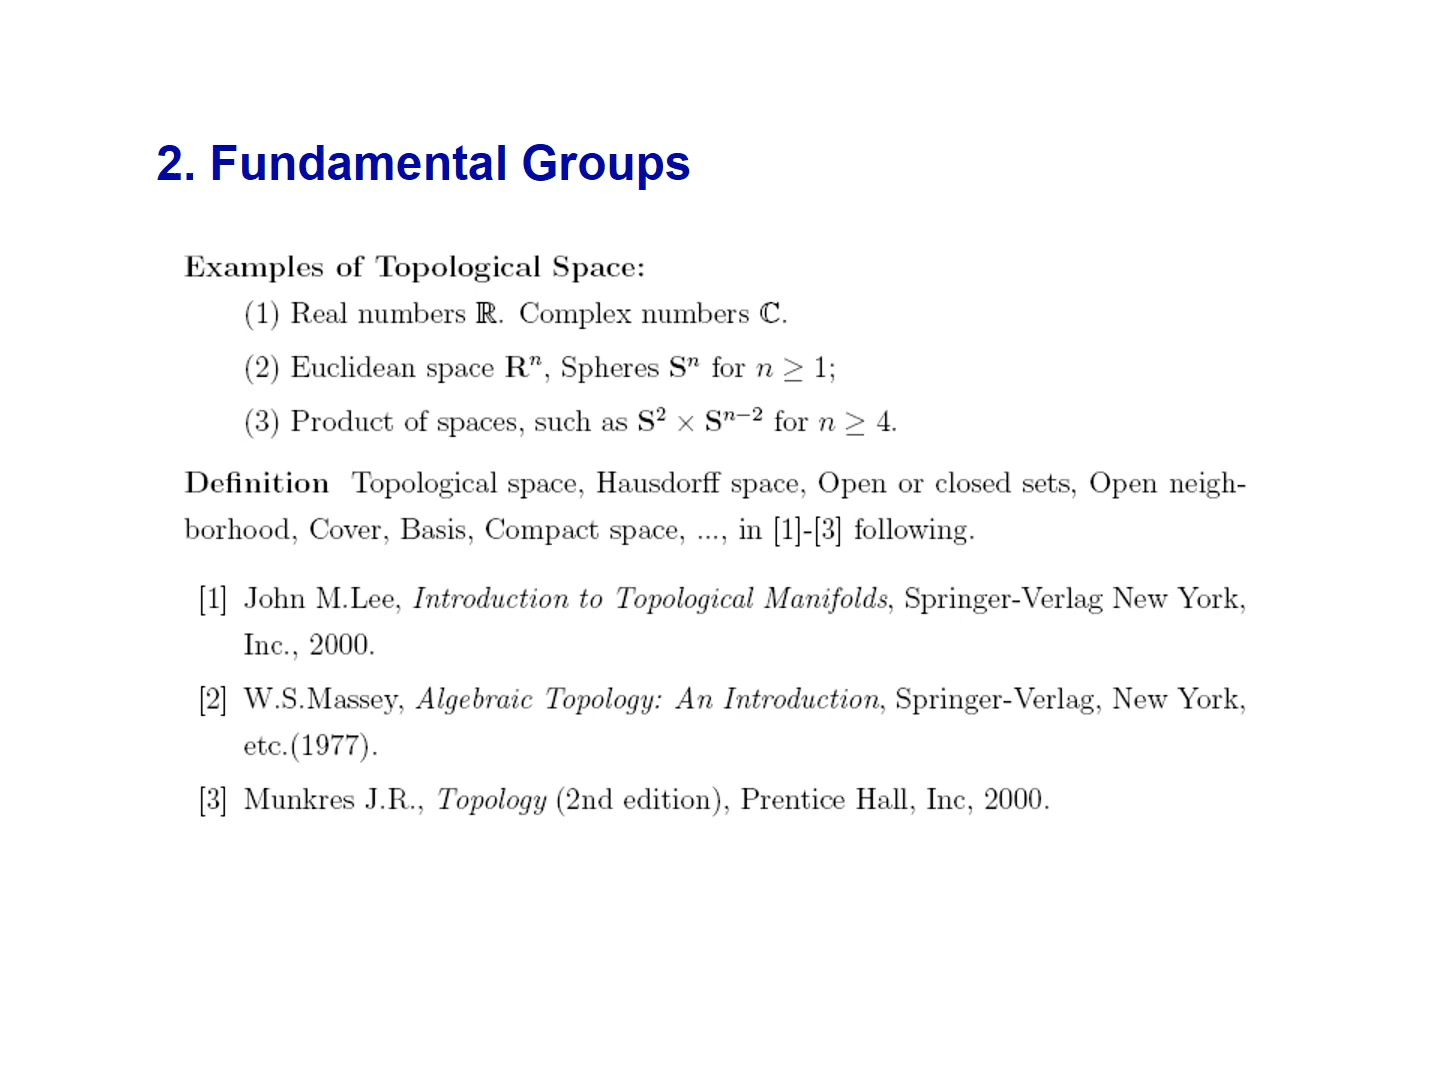 2. Fundamental Groups
Examples of Topological Space:
(1) Real numbers ℝ. Complex numbers ℂ.
(2) Euclidean space Rⁿ, Spheres Sⁿ for n ≥ 1;
(3) Product of spaces, such as S² × Sⁿ⁻² for n ≥ 4.
Definition Topological space, Hausdorff space, Open or closed sets, Open neigh-
borhood, Cover, Basis, Compact space, ..., in [1]-[3] following.
[1] John M.Lee, Introduction to Topological Manifolds, Springer-Verlag New York,
Inc., 2000.
[2] W.S.Massey, Algebraic Topology: An Introduction, Springer-Verlag, New York,
etc.(1977).
[3] Munkres J.R., Topology (2nd edition), Prentice Hall, Inc, 2000.